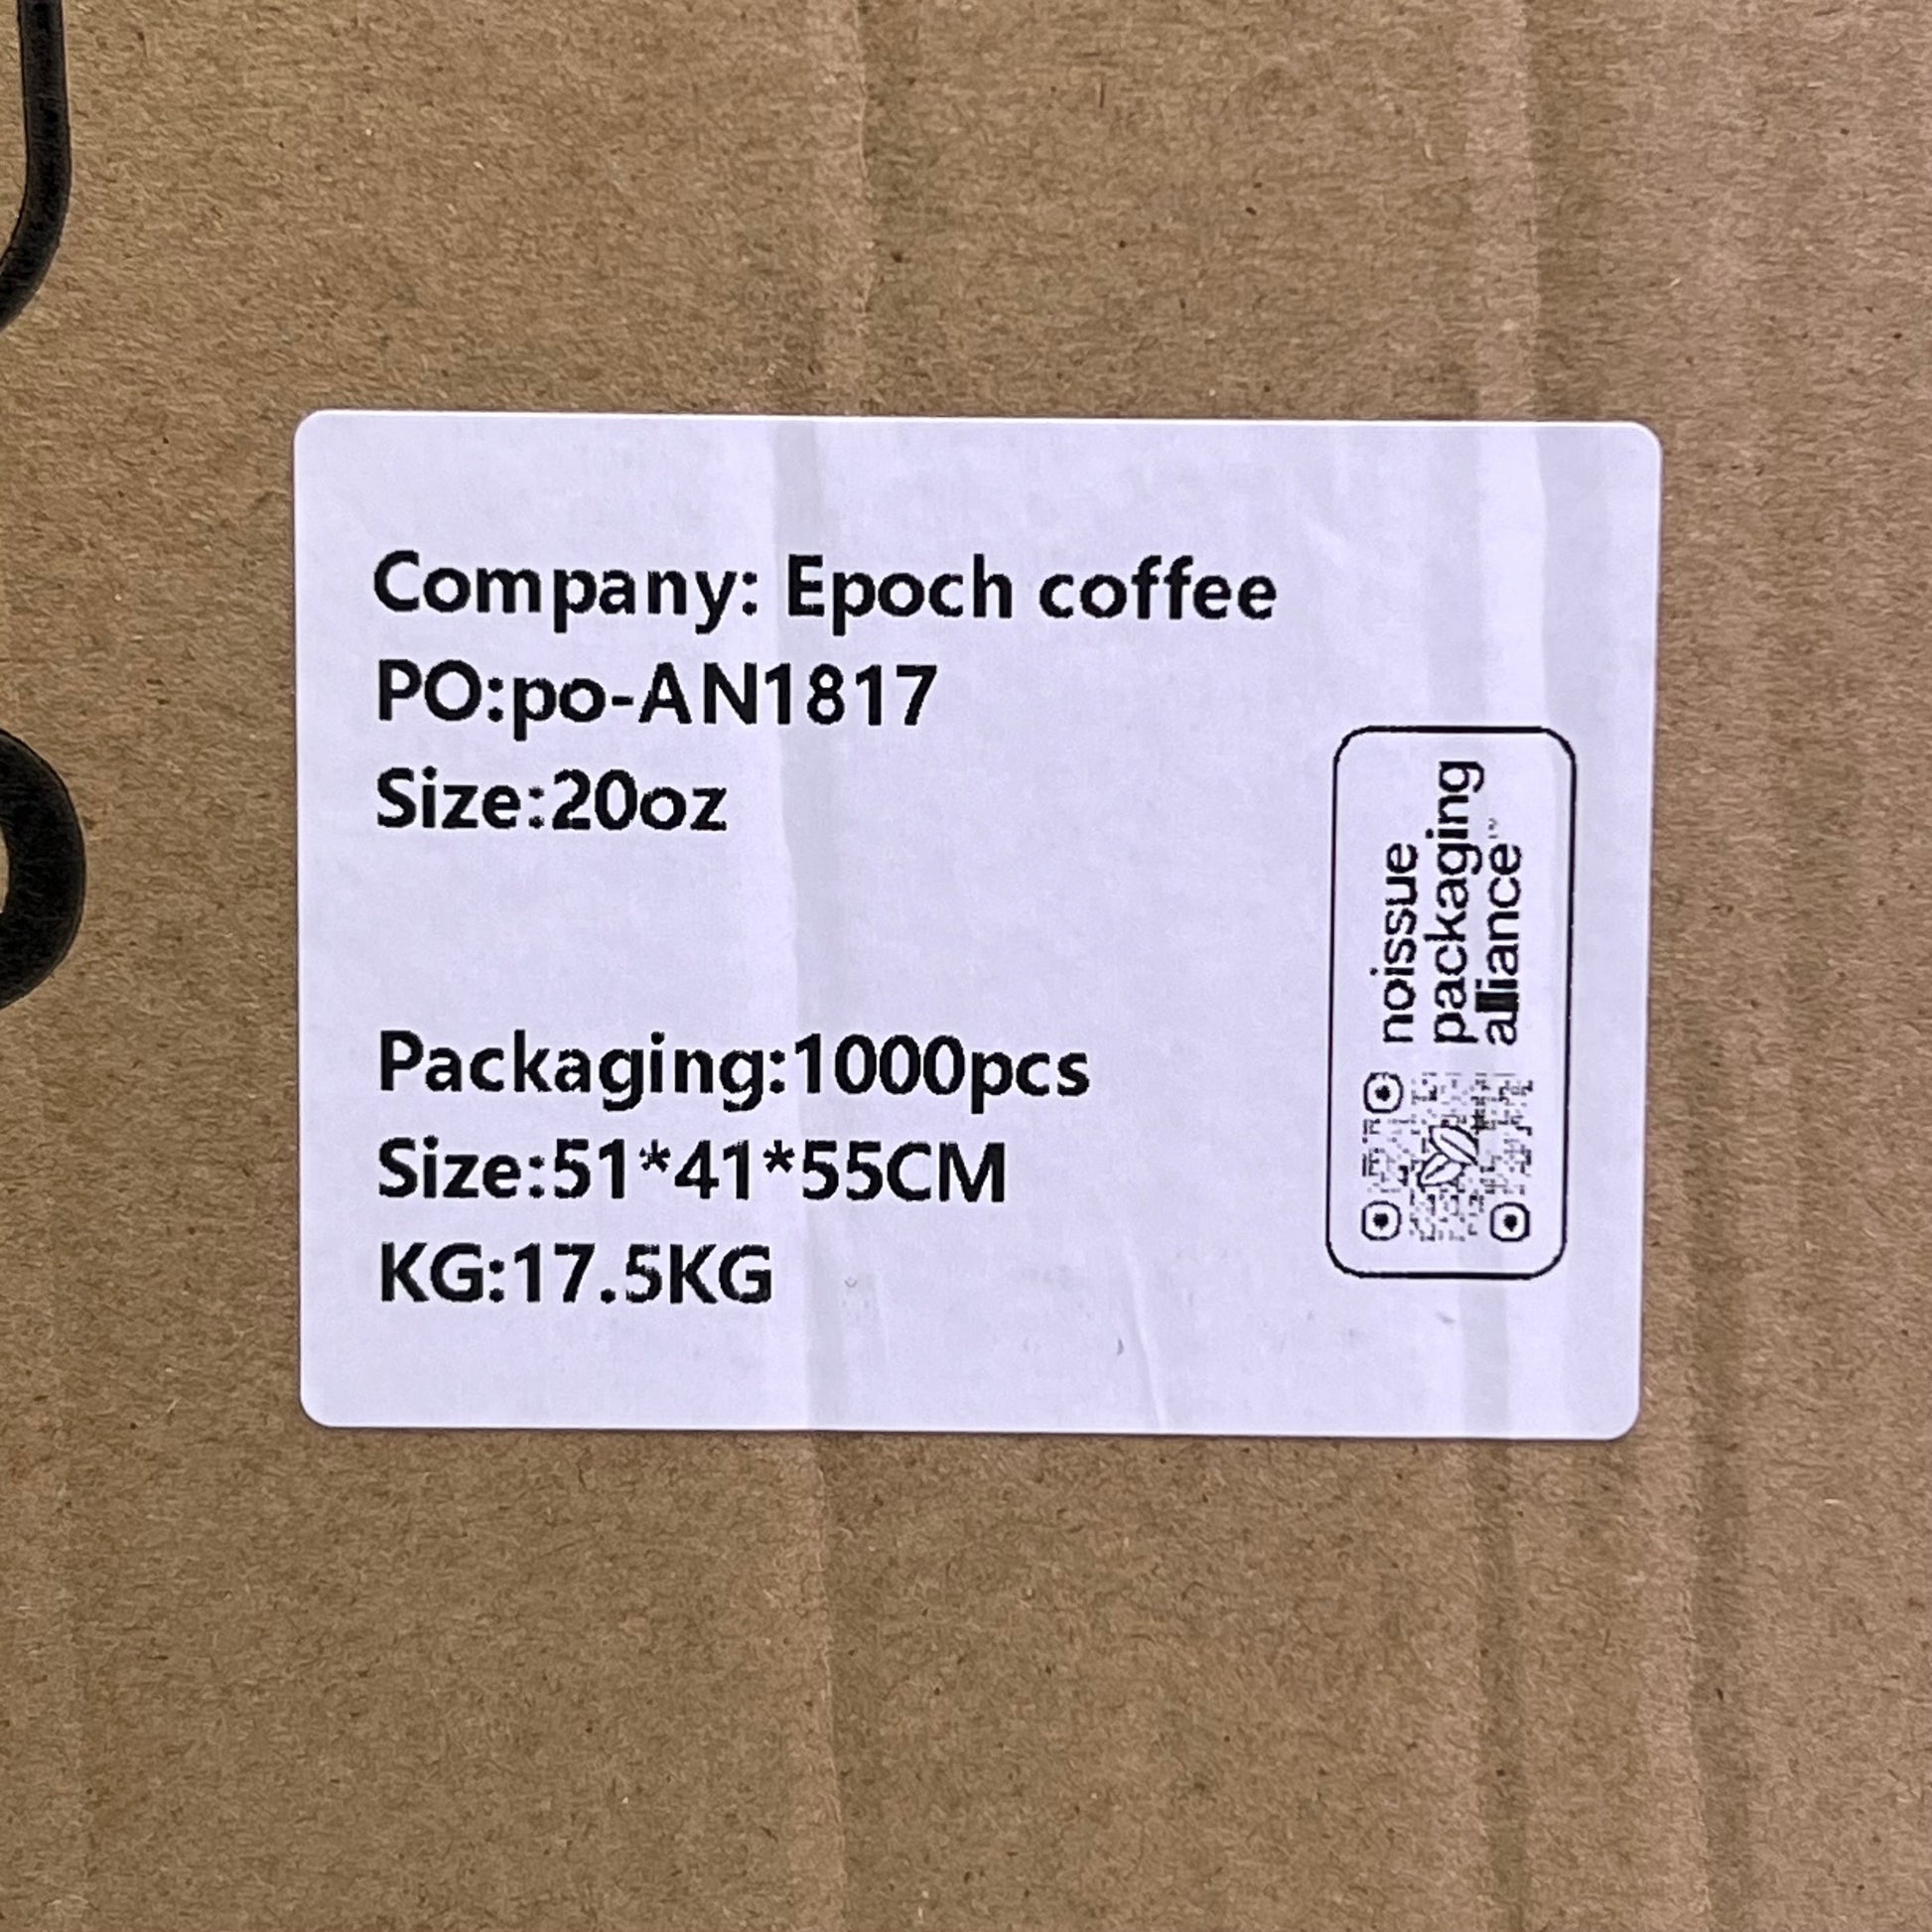 Company: Epoch coffee
PO:po-AN1817
Size:20oz
Packaging:1000pcs
Size:51*41*55CM
KG:17.5KG
noissue
packaging
alliance™